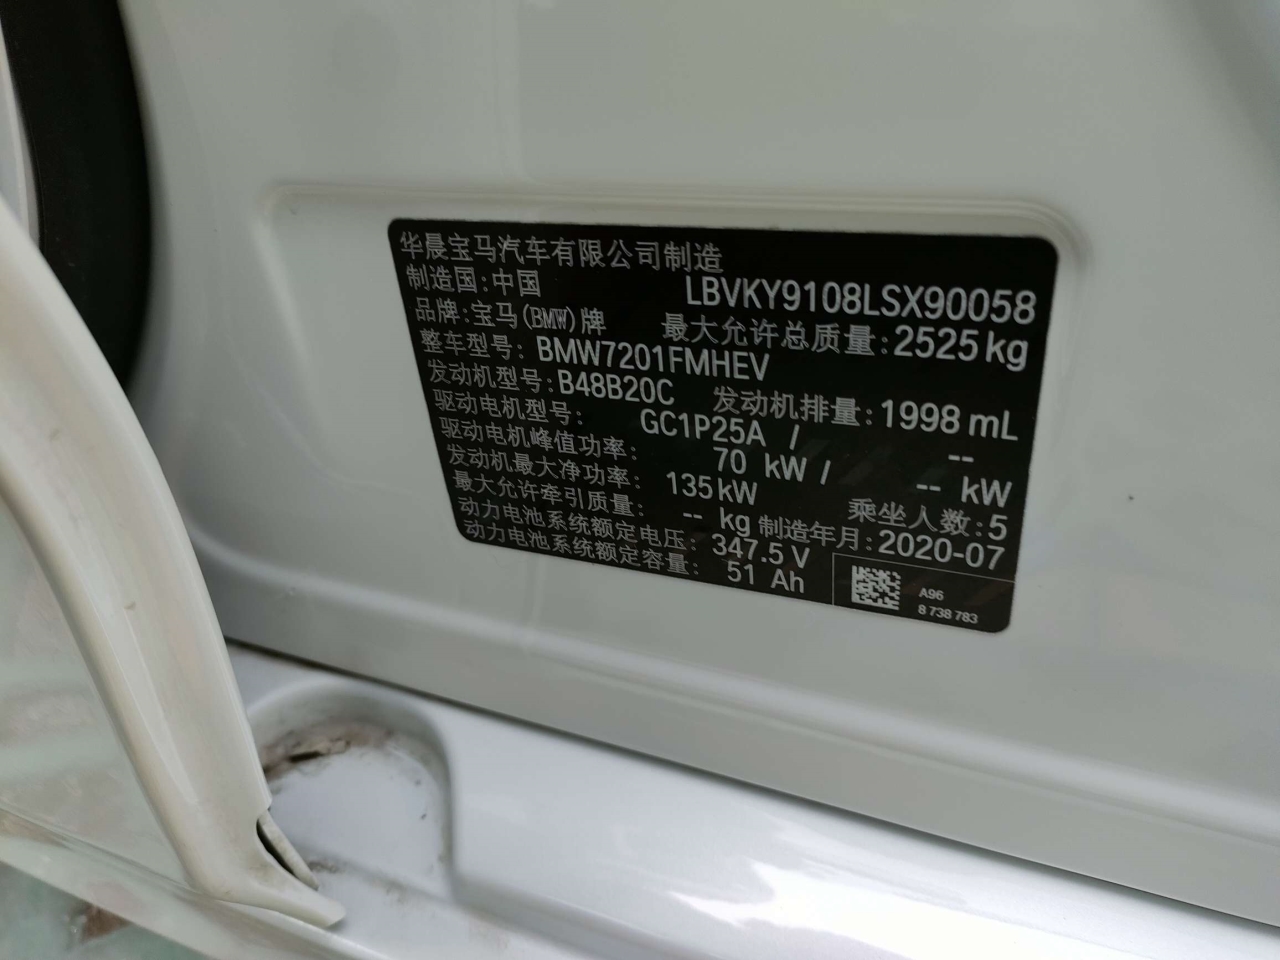 华晨宝马汽车有限公司制造
制造国:中国 LBVKY9108LSX90058
品牌:宝马(BMW)牌 最大允许总质量:2525kg
整车型号: BMW7201FMHEV
发动机型号:B48B20C 发动机排量:1998 mL
驱动电机型号: GC1P25A / --
驱动电机峰值功率: 70 kW / -- kW
发动机最大净功率: 135kW 乘坐人数:5
最大允许牵引质量: -- kg 制造年月:2020-07
动力电池系统额定电压: 347.5 V
动力电池系统额定容量: 51 Ah
A96
8 738 783